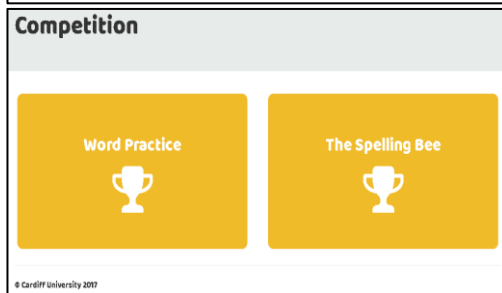 Competition
Word Practice
The Spelling Bee
© Cardiff University 2017